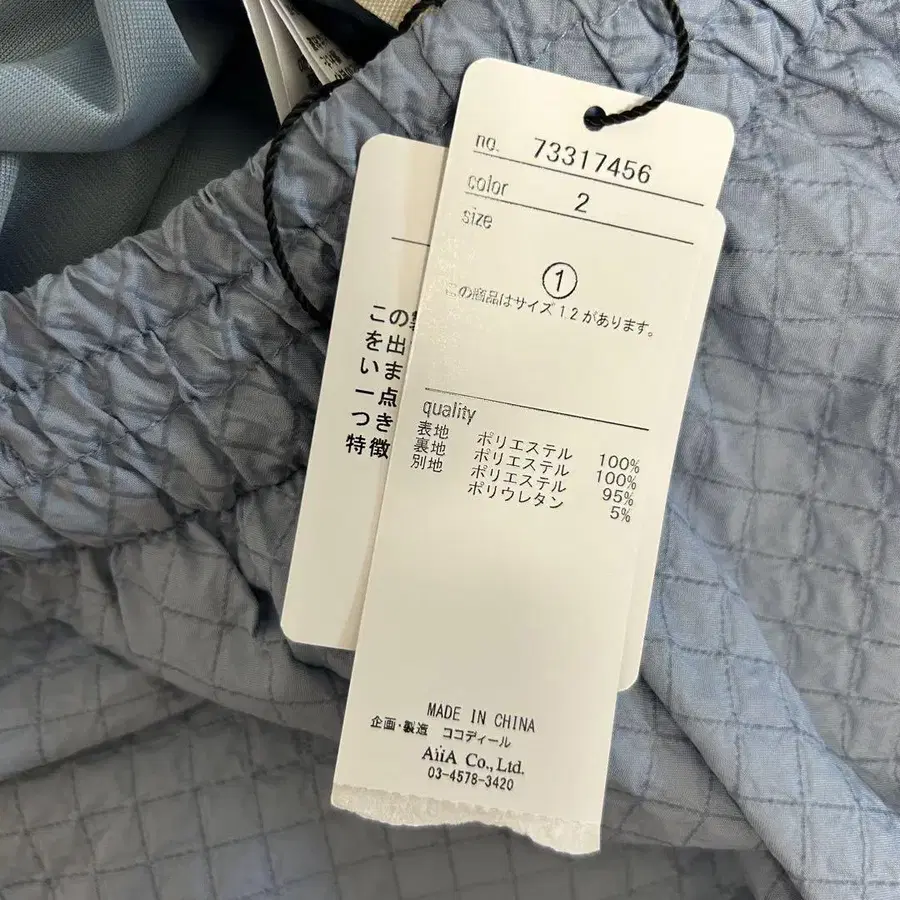 no. 73317456
color 2
size
①
この商品はサイズ 1.2 があります。
quality
表地 ポリエステル 100%
裏地 ポリエステル 100%
別地 ポリエステル 95%
ポリウレタン 5%
MADE IN CHINA
企画・製造 ココディール
AïiA Co., Ltd.
03-4578-3420
この
を出
いま
一点
つき
特徴